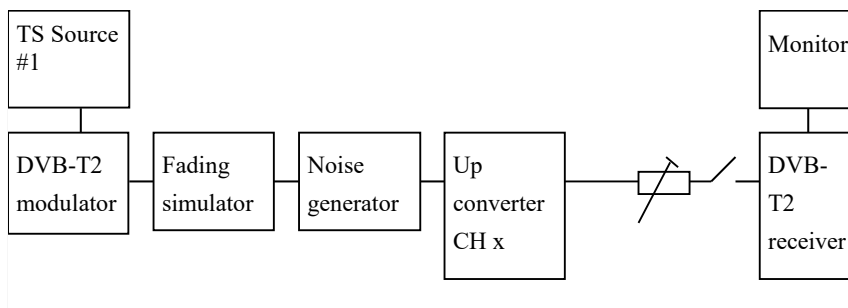 TS Source
#1
Monitor
DVB-T2
modulator
Fading
simulator
Noise
generator
Up
converter
CH x
DVB-
T2
receiver